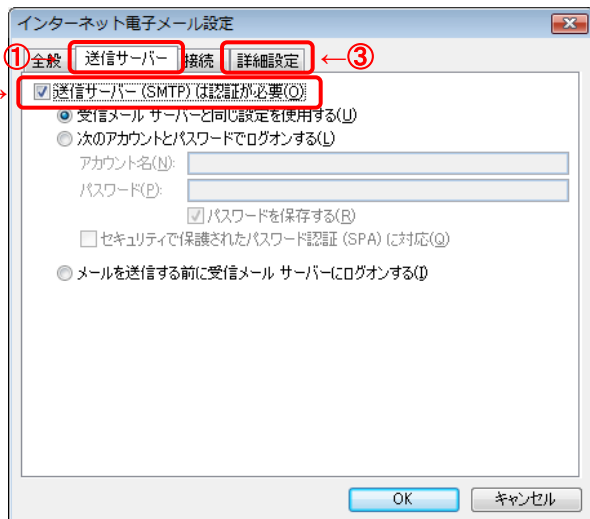 インターネット電子メール設定
① 全般 送信サーバー 接続 詳細設定 ←③
→ 送信サーバー (SMTP) は認証が必要(O)
受信メール サーバーと同じ設定を使用する(U)
次のアカウントとパスワードでログオンする(L)
アカウント名(N):
パスワード(P):
パスワードを保存する(R)
セキュリティで保護されたパスワード認証 (SPA) に対応(Q)
メールを送信する前に受信メール サーバーにログオンする(I)
OK キャンセル